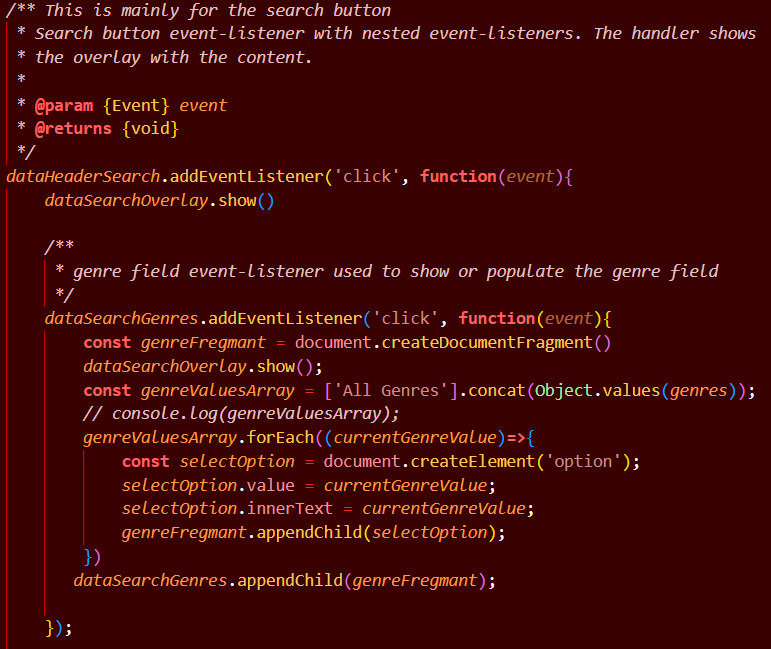 /** This is mainly for the search button
 * Search button event-listener with nested event-listeners. The handler shows
 * the overlay with the content.
 *
 * @param {Event} event
 * @returns {void}
 */
dataHeaderSearch.addEventListener('click', function(event){
    dataSearchOverlay.show()

    /**
     * genre field event-listener used to show or populate the genre field
     */
    dataSearchGenres.addEventListener('click', function(event){
        const genreFregmant = document.createDocumentFragment()
        dataSearchOverlay.show();
        const genreValuesArray = ['All Genres'].concat(Object.values(genres));
        // console.log(genreValuesArray);
        genreValuesArray.forEach((currentGenreValue)=>{
            const selectOption = document.createElement('option');
            selectOption.value = currentGenreValue;
            selectOption.innerText = currentGenreValue;
            genreFregmant.appendChild(selectOption);
        })
       dataSearchGenres.appendChild(genreFregmant);

    });